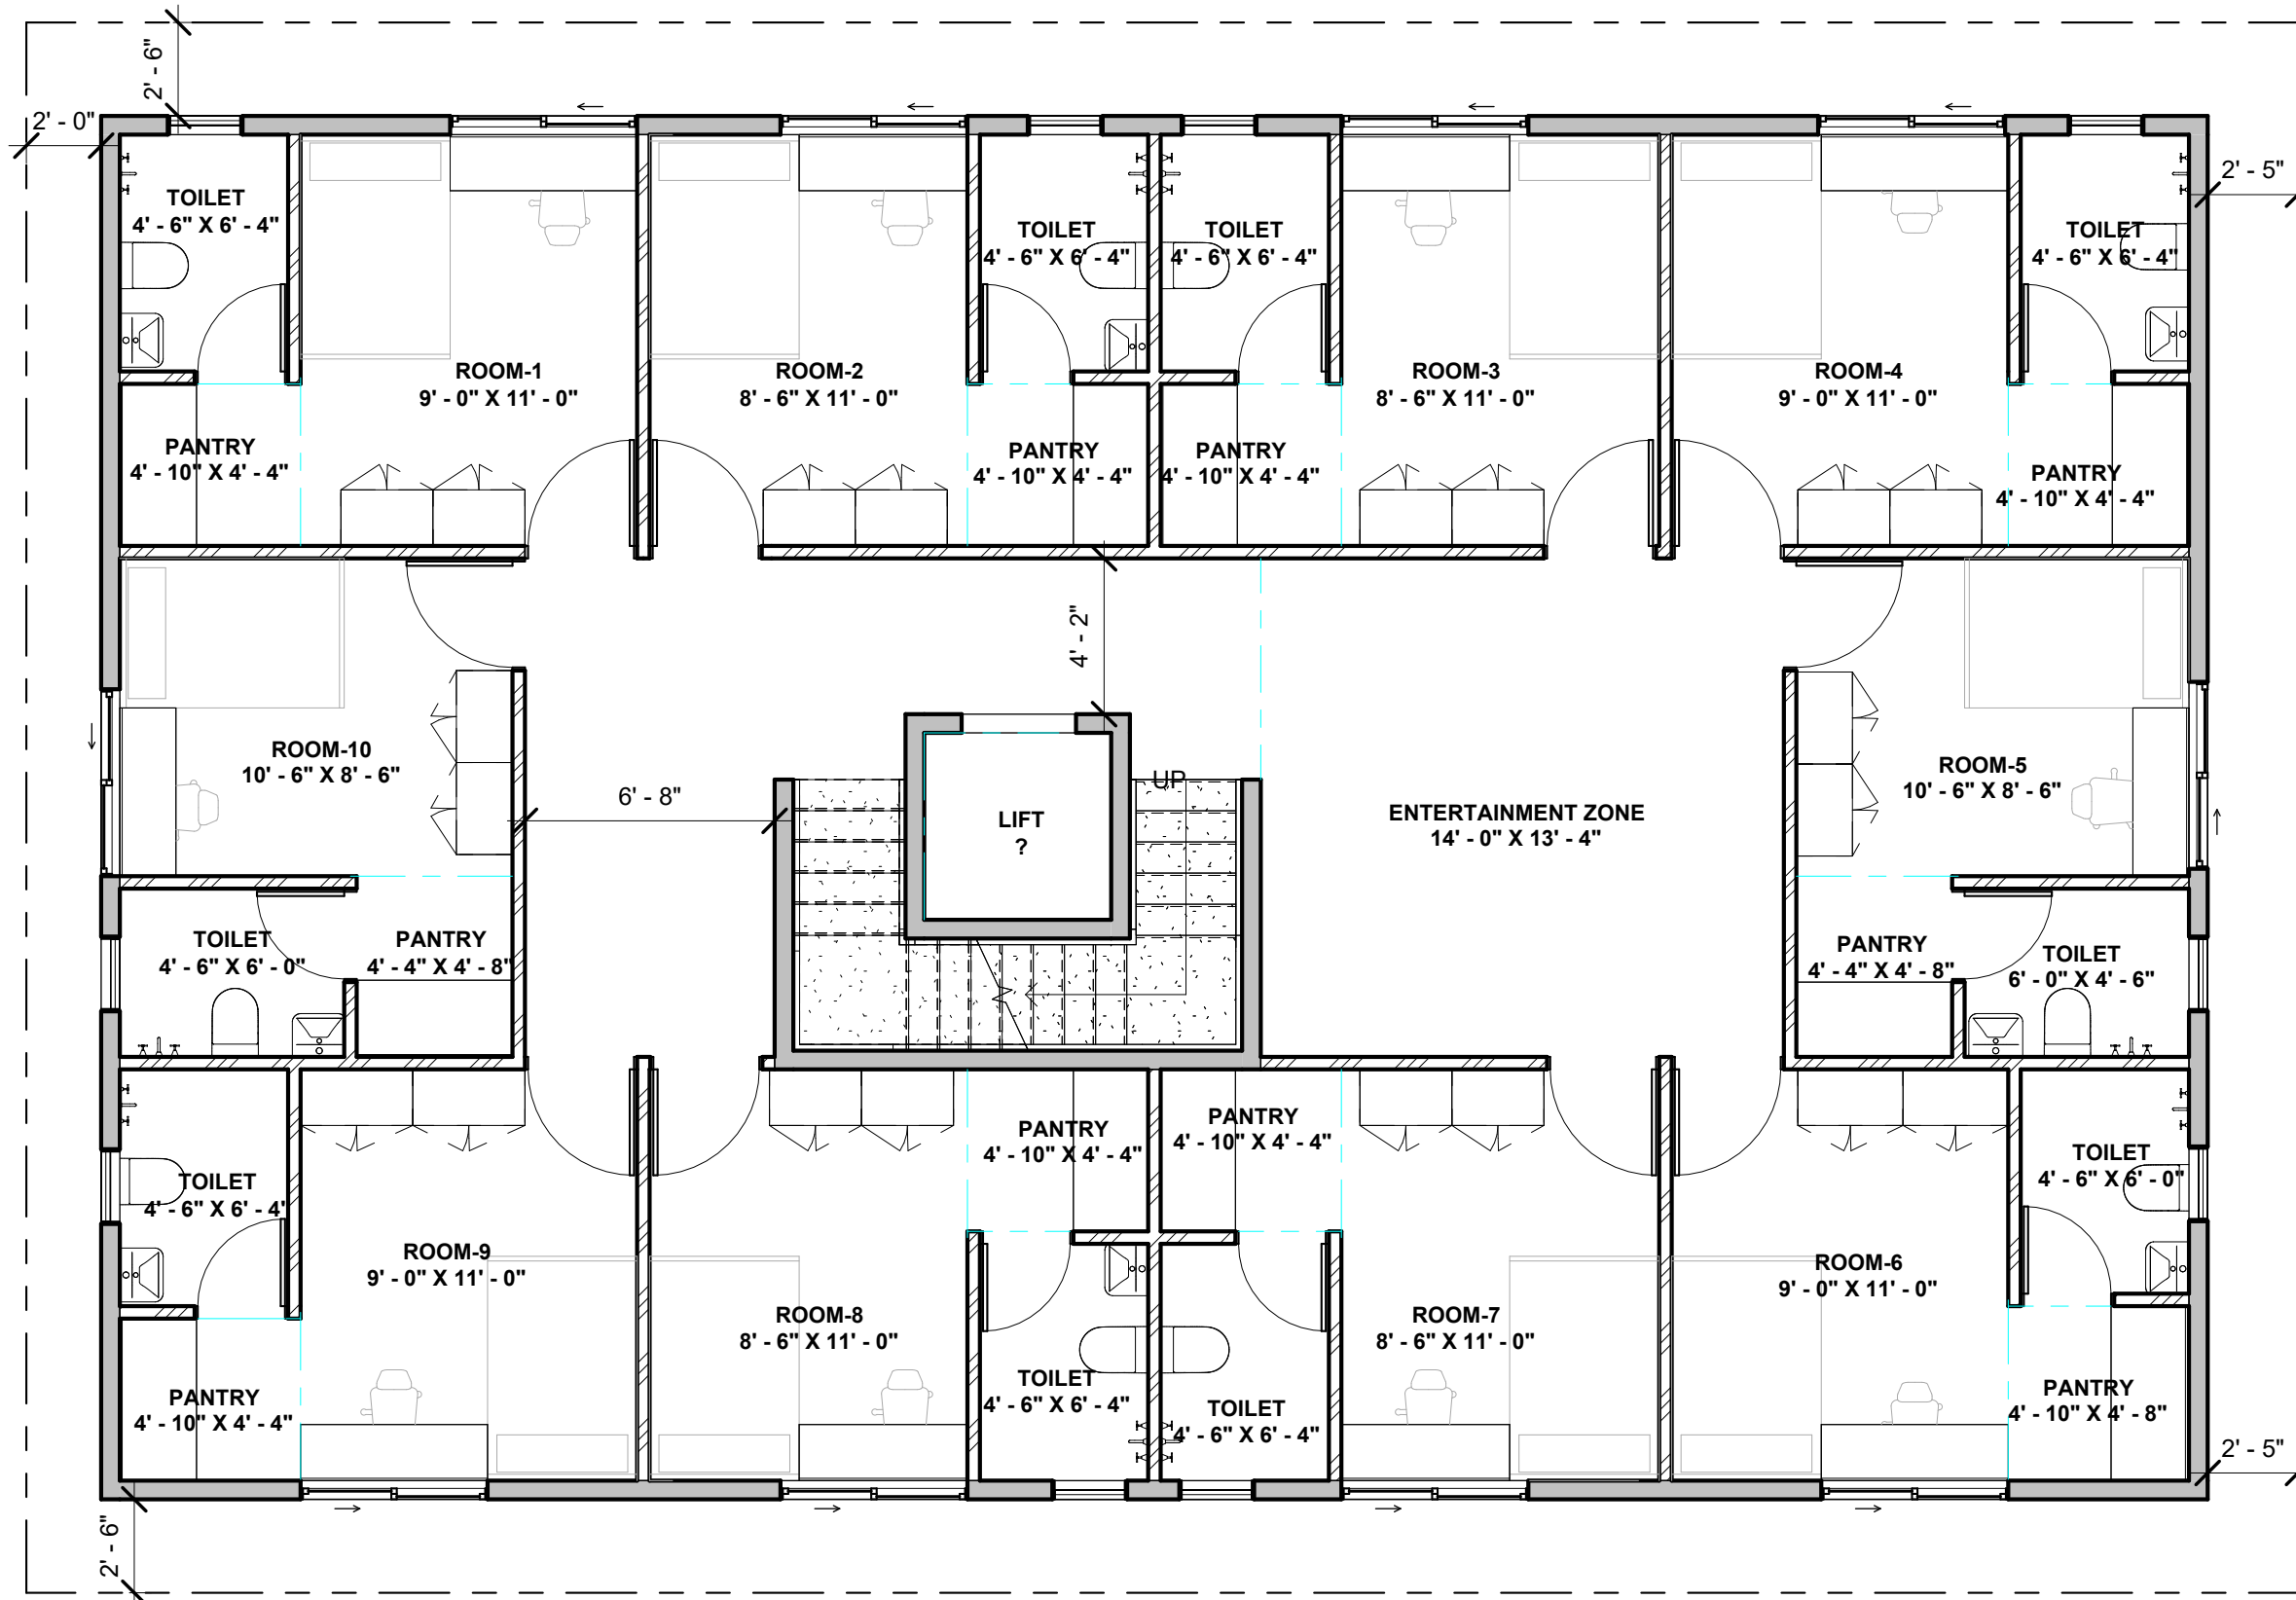 2' - 6"
2' - 0"
2' - 5"
TOILET
4' - 6" X 6' - 4"
TOILET
4' - 6" X 6' - 4"
TOILET
4' - 6" X 6' - 4"
TOILET
4' - 6" X 6' - 4"
ROOM-1
9' - 0" X 11' - 0"
ROOM-2
8' - 6" X 11' - 0"
ROOM-3
8' - 6" X 11' - 0"
ROOM-4
9' - 0" X 11' - 0"
PANTRY
4' - 10" X 4' - 4"
PANTRY
4' - 10" X 4' - 4"
PANTRY
4' - 10" X 4' - 4"
PANTRY
4' - 10" X 4' - 4"
4' - 2"
ROOM-10
10' - 6" X 8' - 6"
6' - 8"
LIFT
?
UP
ENTERTAINMENT ZONE
14' - 0" X 13' - 4"
ROOM-5
10' - 6" X 8' - 6"
TOILET
4' - 6" X 6' - 0"
PANTRY
4' - 4" X 4' - 8"
PANTRY
4' - 4" X 4' - 8"
TOILET
6' - 0" X 4' - 6"
TOILET
4' - 6" X 6' - 4"
PANTRY
4' - 10" X 4' - 4"
PANTRY
4' - 10" X 4' - 4"
TOILET
4' - 6" X 6' - 0"
ROOM-9
9' - 0" X 11' - 0"
ROOM-8
8' - 6" X 11' - 0"
ROOM-7
8' - 6" X 11' - 0"
ROOM-6
9' - 0" X 11' - 0"
PANTRY
4' - 10" X 4' - 4"
TOILET
4' - 6" X 6' - 4"
TOILET
4' - 6" X 6' - 4"
PANTRY
4' - 10" X 4' - 8"
2' - 5"
2' - 6"